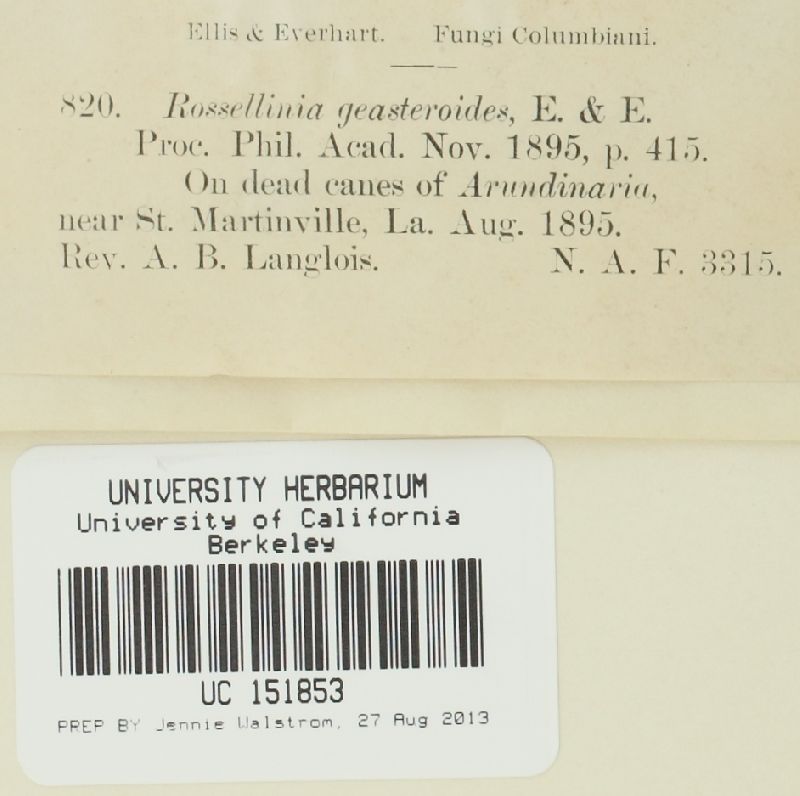 Ellis & Everhart. Fungi Columbiani.
820. Rossellinia geasteroides, E. & E.
Proc. Phil. Acad. Nov. 1895, p. 415.
On dead canes of Arundinaria,
near St. Martinville, La. Aug. 1895.
Rev. A. B. Langlois. N. A. F. 3315.
UNIVERSITY HERBARIUM
University of California
Berkeley
UC 151853
PREP BY Jennie Walstrom, 27 Aug 2013